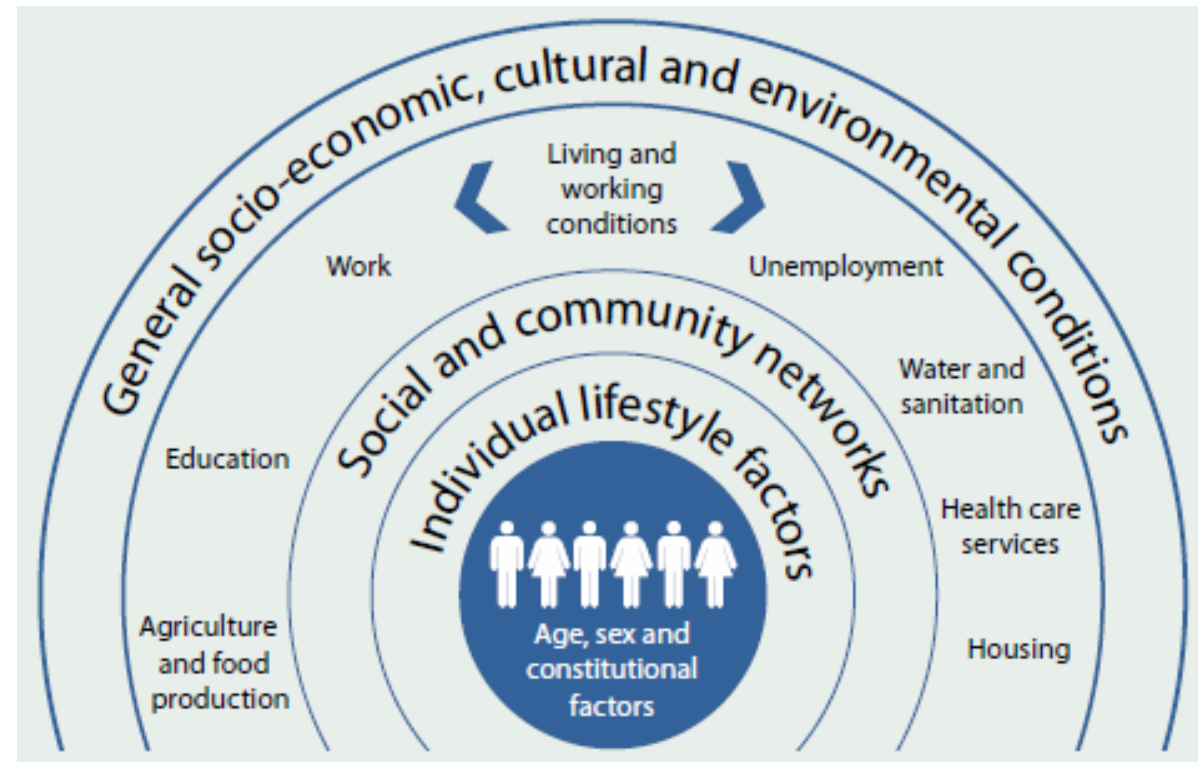 General socio-economic, cultural and environmental conditions
Living and
working
conditions
Work
Unemployment
Social and community networks
Water and
sanitation
Individual lifestyle factors
Education
Health care
services
Agriculture
and food
production
Age, sex and
constitutional
factors
Housing